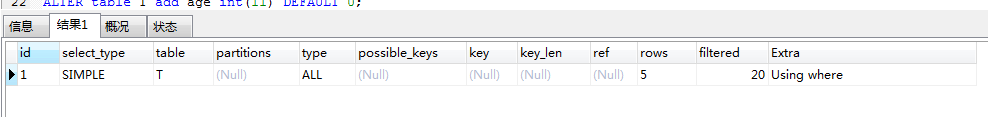 22 ALTER table T add age int(11) DEFAULT 0;
信息 结果1 概况 状态
id select_type table partitions type possible_keys key key_len ref rows filtered Extra
1 SIMPLE T (Null) ALL (Null) (Null) (Null) (Null) 5 20 Using where